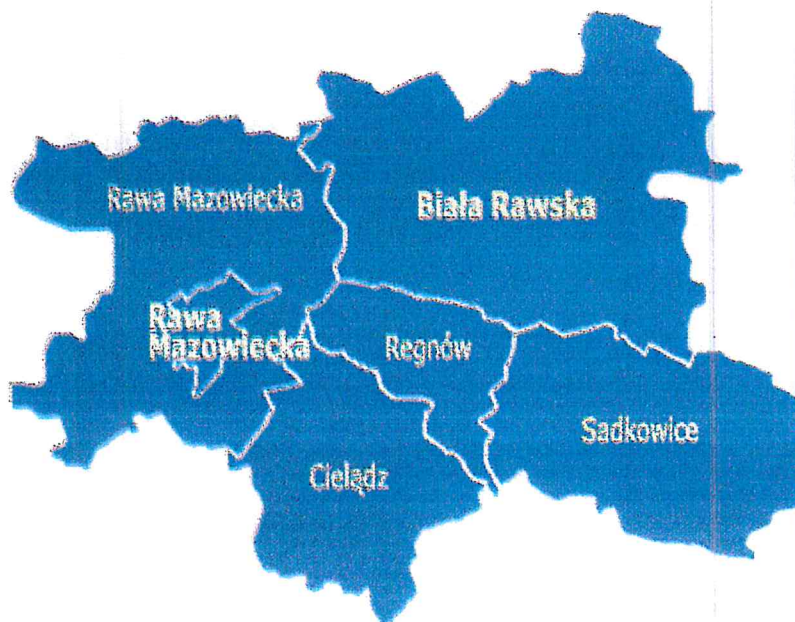 Rawa Mazowiecka
Biała Rawska
Rawa
Mazowiecka
Regnów
Sadkowice
Cielądz